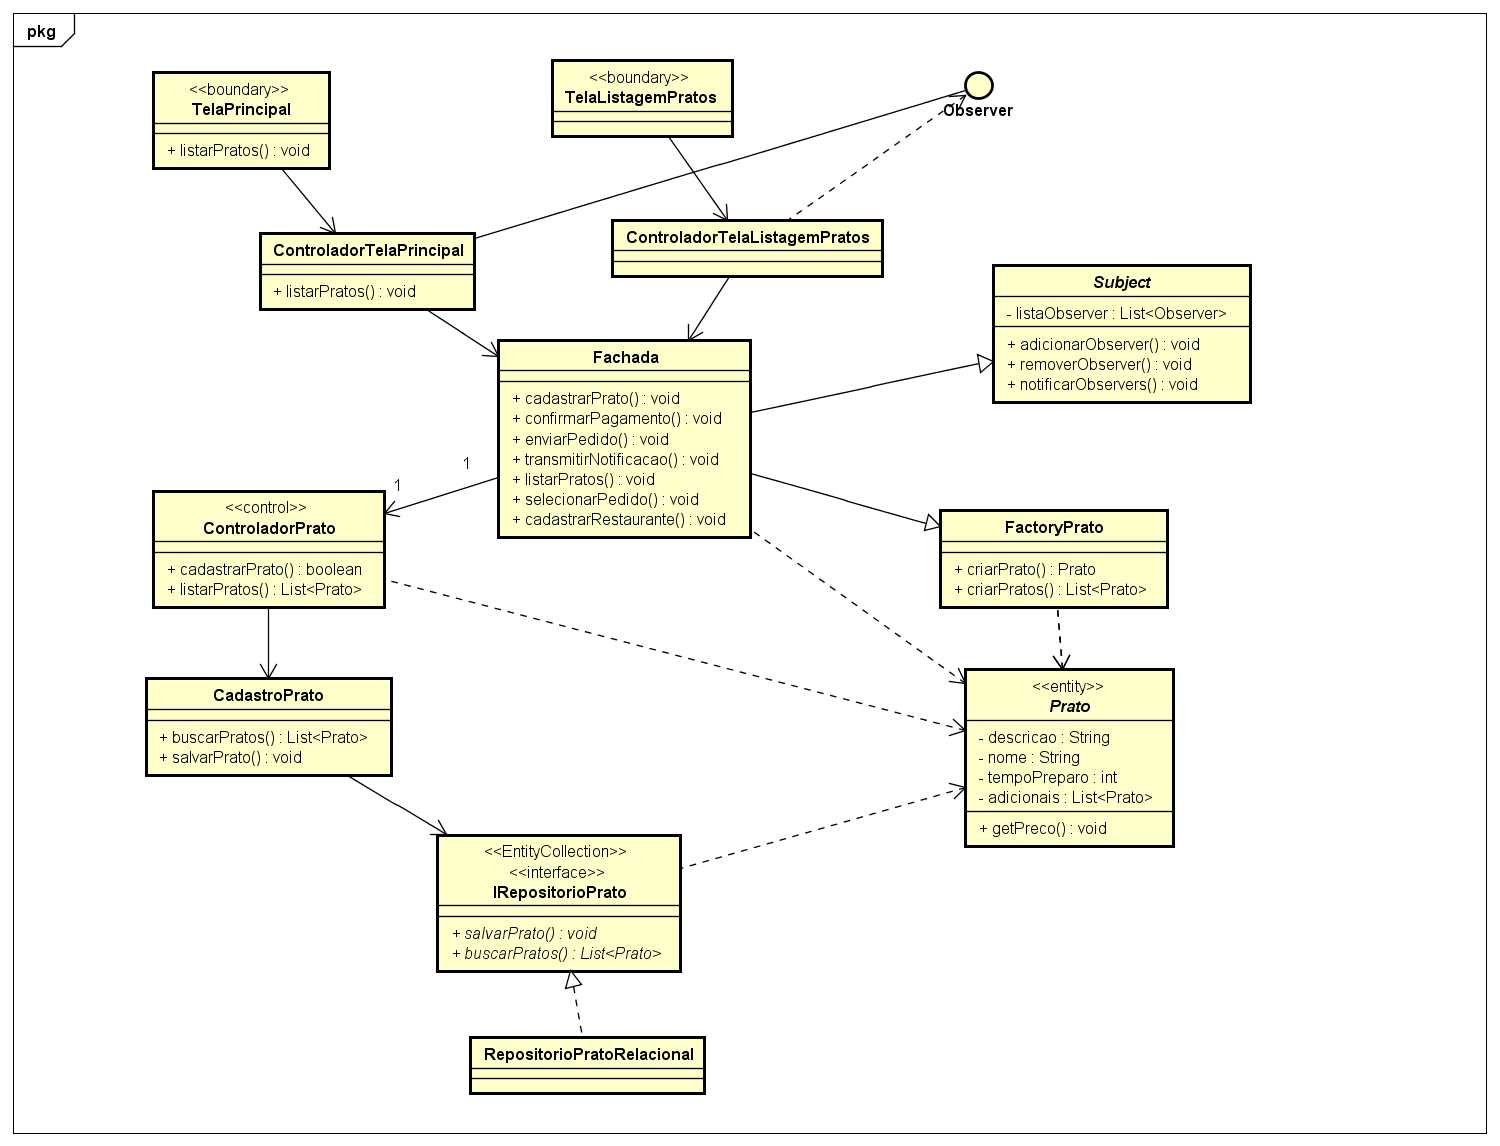 pkg
<<boundary>>
TelaPrincipal
+ listarPratos() : void
<<boundary>>
TelaListagemPratos
Observer
ControladorTelaPrincipal
+ listarPratos() : void
ControladorTelaListagemPratos
Subject
- listaObserver : List<Observer>
+ adicionarObserver() : void
+ removerObserver() : void
+ notificarObservers() : void
Fachada
+ cadastrarPrato() : void
+ confirmarPagamento() : void
+ enviarPedido() : void
+ transmitirNotificacao() : void
+ listarPratos() : void
+ selecionarPedido() : void
+ cadastrarRestaurante() : void
1
1
<<control>>
ControladorPrato
+ cadastrarPrato() : boolean
+ listarPratos() : List<Prato>
FactoryPrato
+ criarPrato() : Prato
+ criarPratos() : List<Prato>
CadastroPrato
+ buscarPratos() : List<Prato>
+ salvarPrato() : void
<<entity>>
Prato
- descricao : String
- nome : String
- tempoPreparo : int
- adicionais : List<Prato>
+ getPreco() : void
<<EntityCollection>>
<<interface>>
IRepositorioPrato
+ salvarPrato() : void
+ buscarPratos() : List<Prato>
RepositorioPratoRelacional